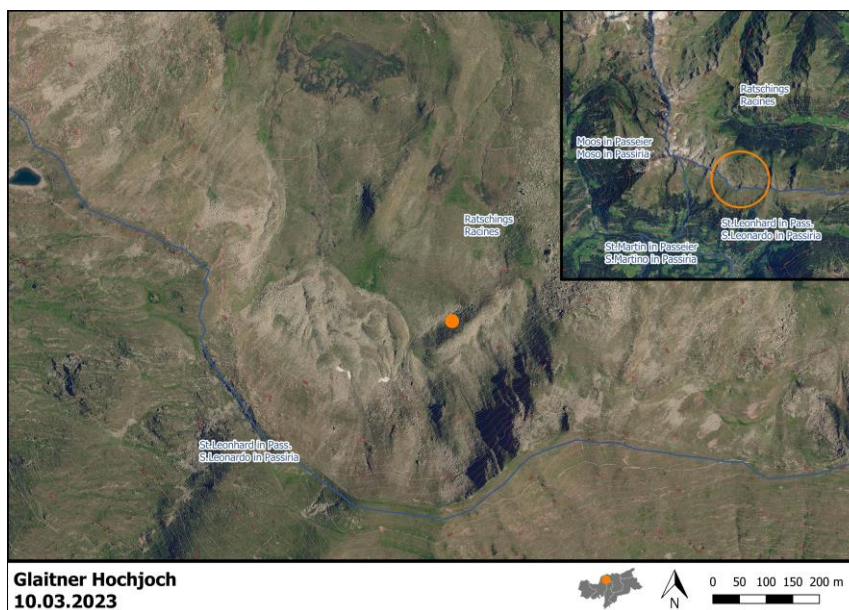 Ratschings
Racines
St.Leonhard in Pass.
S.Leonardo in Passiria
Ratschings
Racines
Moos in Passeier
Moso in Passiria
St.Leonhard in Pass.
S.Leonardo in Passiria
St.Martin in Passeier
S.Martino in Passiria
Glaitner Hochjoch
10.03.2023
N
0 50 100 150 200 m